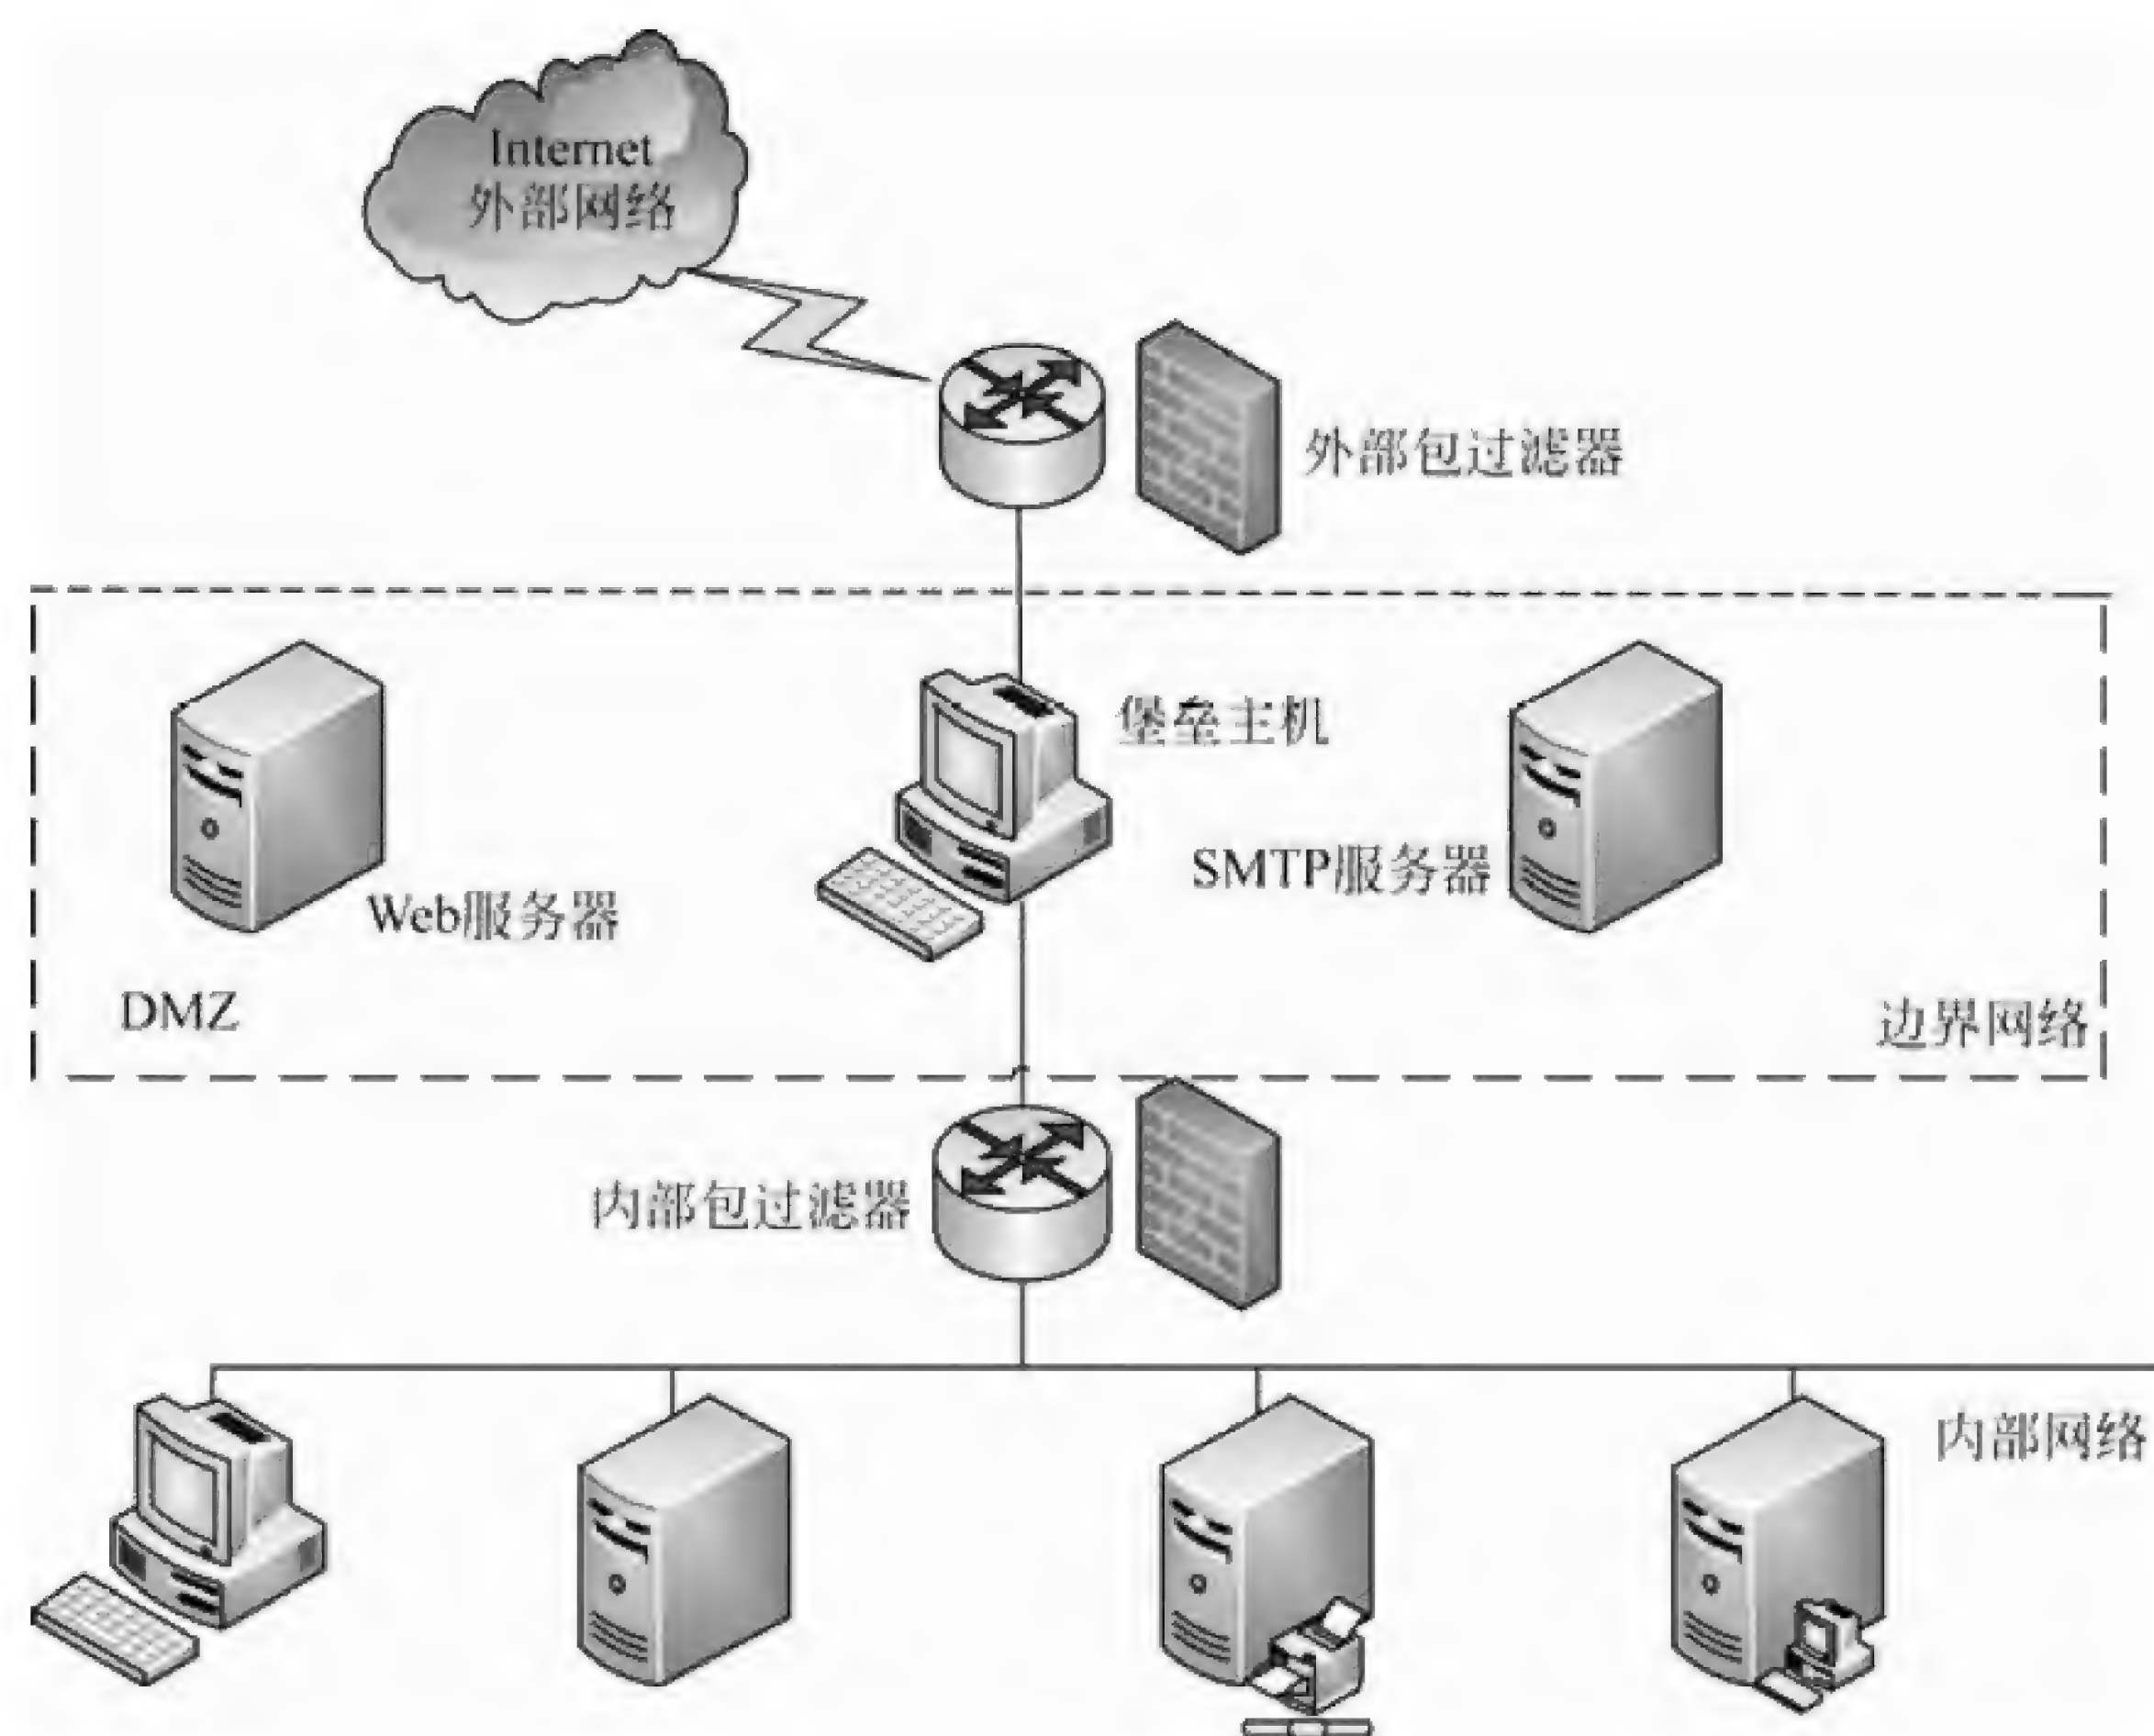 Internet
外部网络
外部包过滤器
堡垒主机
SMTP服务器
Web服务器
DMZ
边界网络
内部包过滤器
内部网络